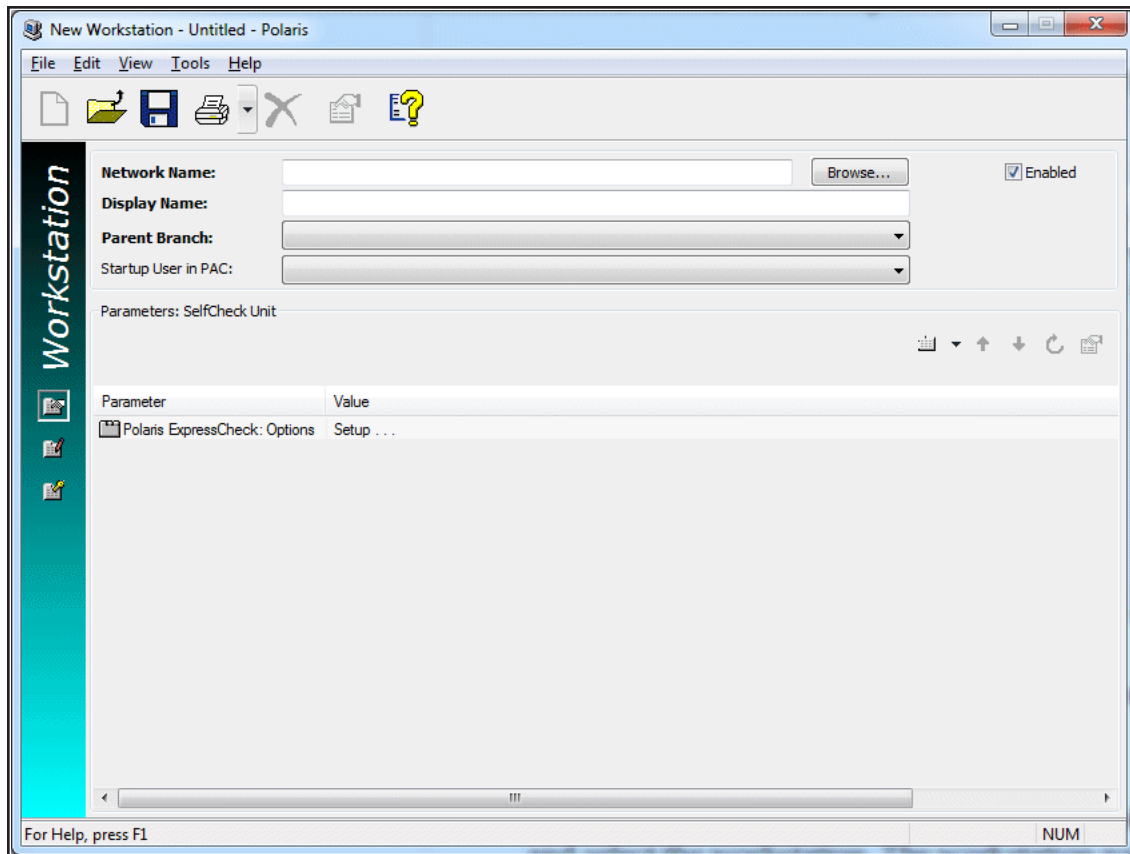 New Workstation - Untitled - Polaris
File Edit View Tools Help
Workstation
Network Name: Browse... Enabled
Display Name:
Parent Branch:
Startup User in PAC:
Parameters: SelfCheck Unit
Parameter Value
Polaris ExpressCheck: Options Setup . . .
For Help, press F1 NUM